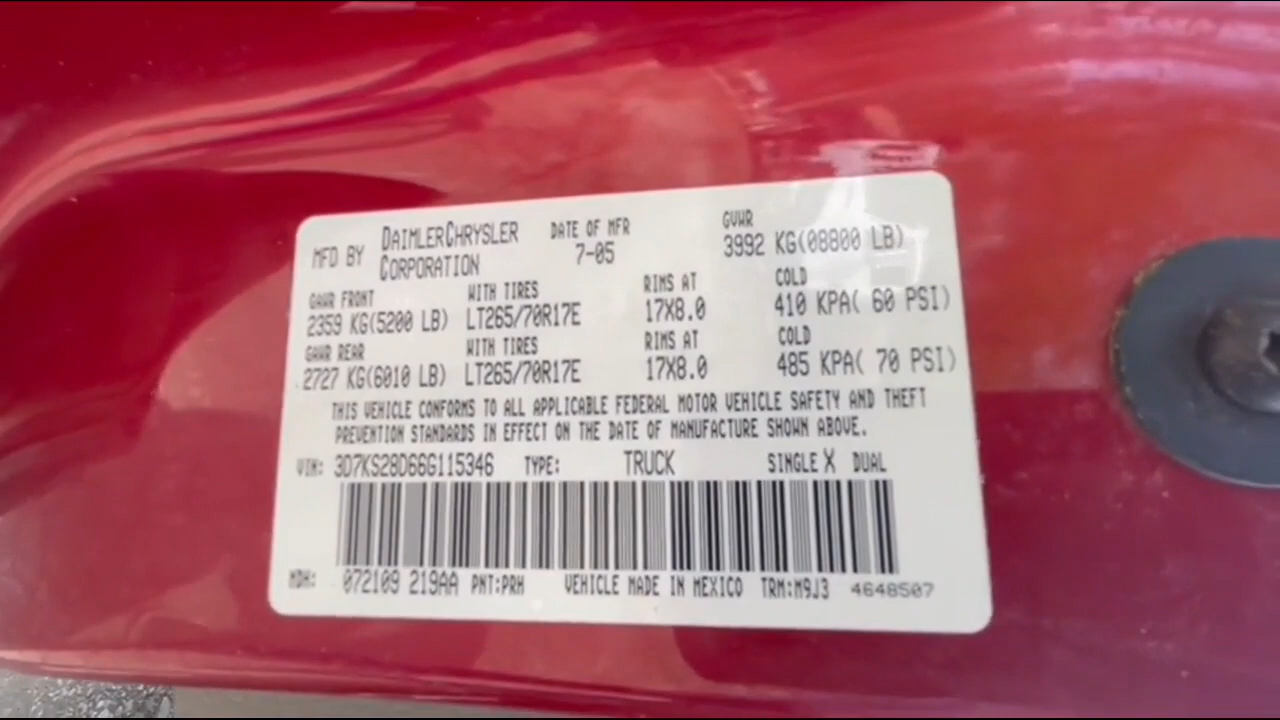 MFD BY DAIMLERCHRYSLER CORPORATION DATE OF MFR 7-05 GVWR 3992 KG(08800 LB)
GAWR FRONT WITH TIRES RIMS AT COLD
2359 KG(5200 LB) LT265/70R17E 17X8.0 410 KPA( 60 PSI)
GAWR REAR WITH TIRES RIMS AT COLD
2727 KG(6010 LB) LT265/70R17E 17X8.0 485 KPA( 70 PSI)
THIS VEHICLE CONFORMS TO ALL APPLICABLE FEDERAL MOTOR VEHICLE SAFETY AND THEFT
PREVENTION STANDARDS IN EFFECT ON THE DATE OF MANUFACTURE SHOWN ABOVE.
VIN: 3D7KS28D66G115346 TYPE: TRUCK SINGLE X DUAL
MDH: 072109 219AA PNT:PRH VEHICLE MADE IN MEXICO TRM:M9J3 4648507